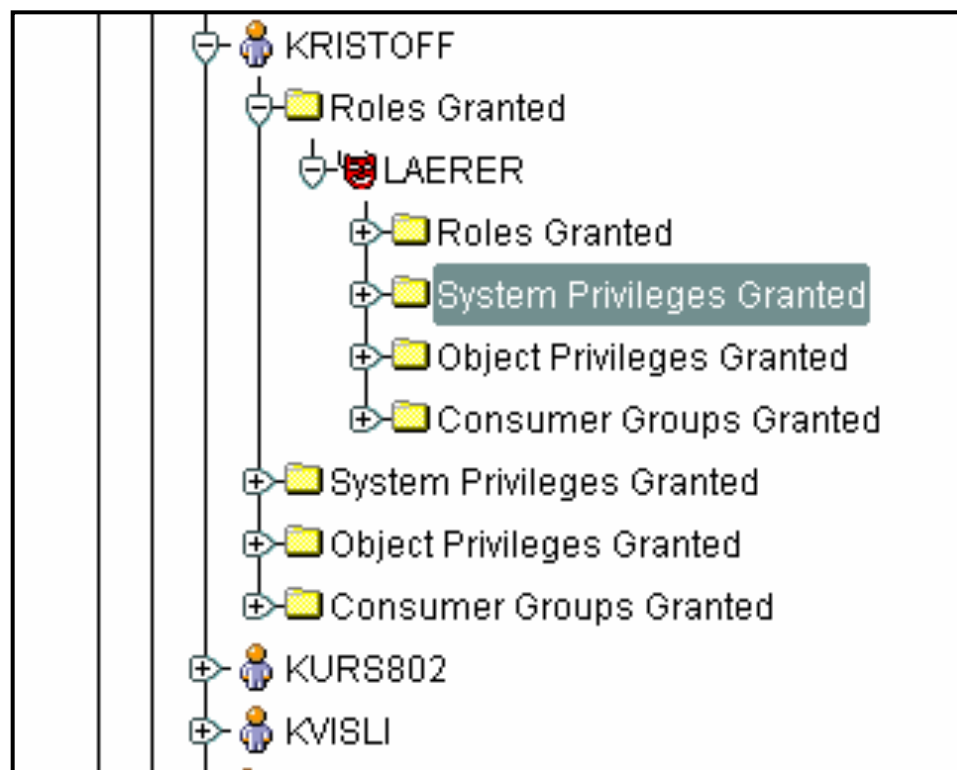 KRISTOFF
Roles Granted
LAERER
Roles Granted
System Privileges Granted
Object Privileges Granted
Consumer Groups Granted
System Privileges Granted
Object Privileges Granted
Consumer Groups Granted
KURS802
KVISLI